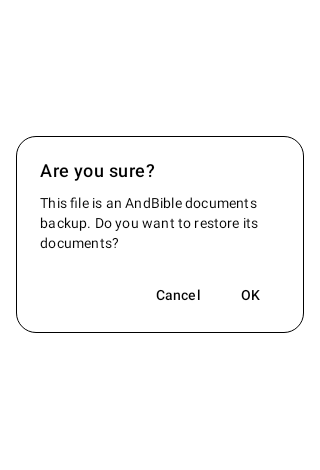 Are you sure?
This file is an AndBible documents
backup. Do you want to restore its
documents?
Cancel
OK